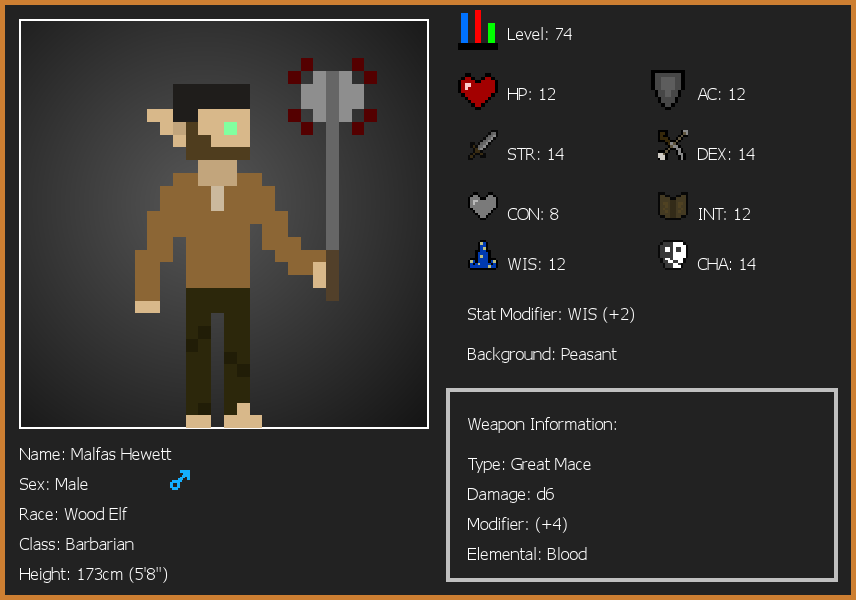 Level: 74
HP: 12
AC: 12
STR: 14
DEX: 14
CON: 8
INT: 12
WIS: 12
CHA: 14
Stat Modifier: WIS (+2)
Background: Peasant
Weapon Information:
Type: Great Mace
Damage: d6
Modifier: (+4)
Elemental: Blood
Name: Malfas Hewett
Sex: Male
Race: Wood Elf
Class: Barbarian
Height: 173cm (5'8")